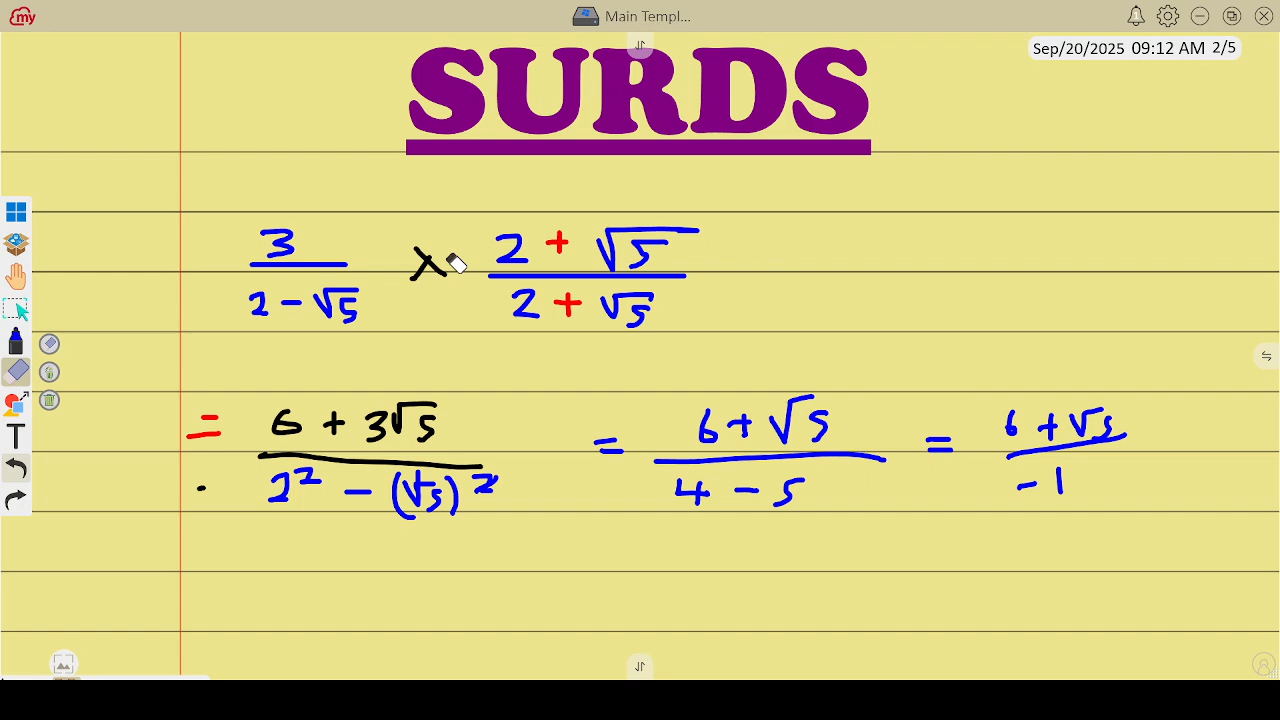 my
Main Templ...
Sep/20/2025 09:12 AM 2/5
SURDS
3 / (2 - √5) × (2 + √5) / (2 + √5)
= (6 + 3√5) / (2² - (√5)²) = (6 + √5) / (4 - 5) = (6 + √5) / -1
T